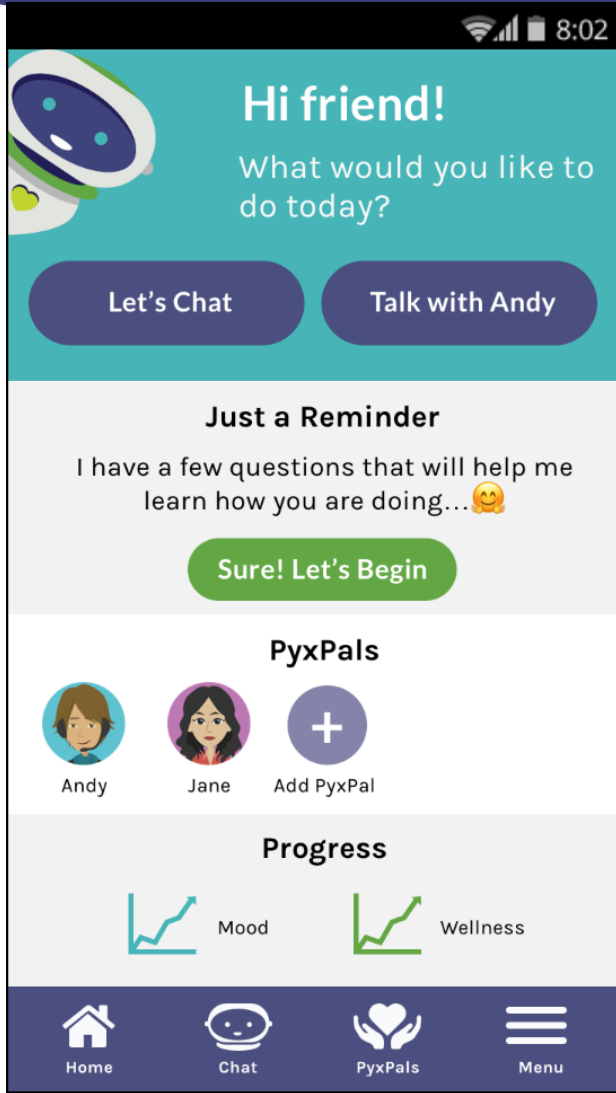 8:02
Hi friend!
What would you like to
do today?
Let's Chat
Talk with Andy
Just a Reminder
I have a few questions that will help me
learn how you are doing...🤗
Sure! Let's Begin
PyxPals
Andy
Jane
Add PyxPal
Progress
Mood
Wellness
Home
Chat
PyxPals
Menu